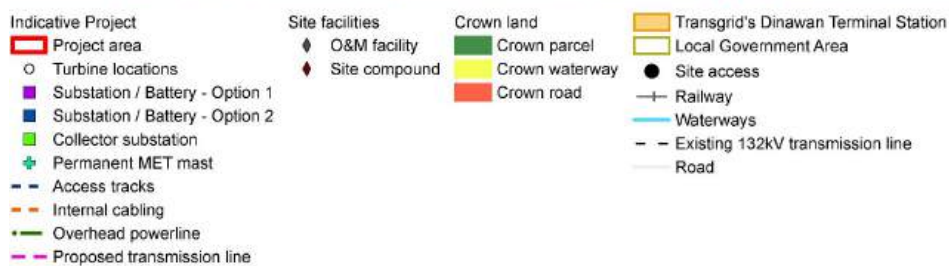 Indicative Project
Project area
Turbine locations
Substation / Battery - Option 1
Substation / Battery - Option 2
Collector substation
Permanent MET mast
Access tracks
Internal cabling
Overhead powerline
Proposed transmission line
Site facilities
O&M facility
Site compound
Crown land
Crown parcel
Crown waterway
Crown road
Transgrid's Dinawan Terminal Station
Local Government Area
Site access
Railway
Waterways
Existing 132kV transmission line
Road